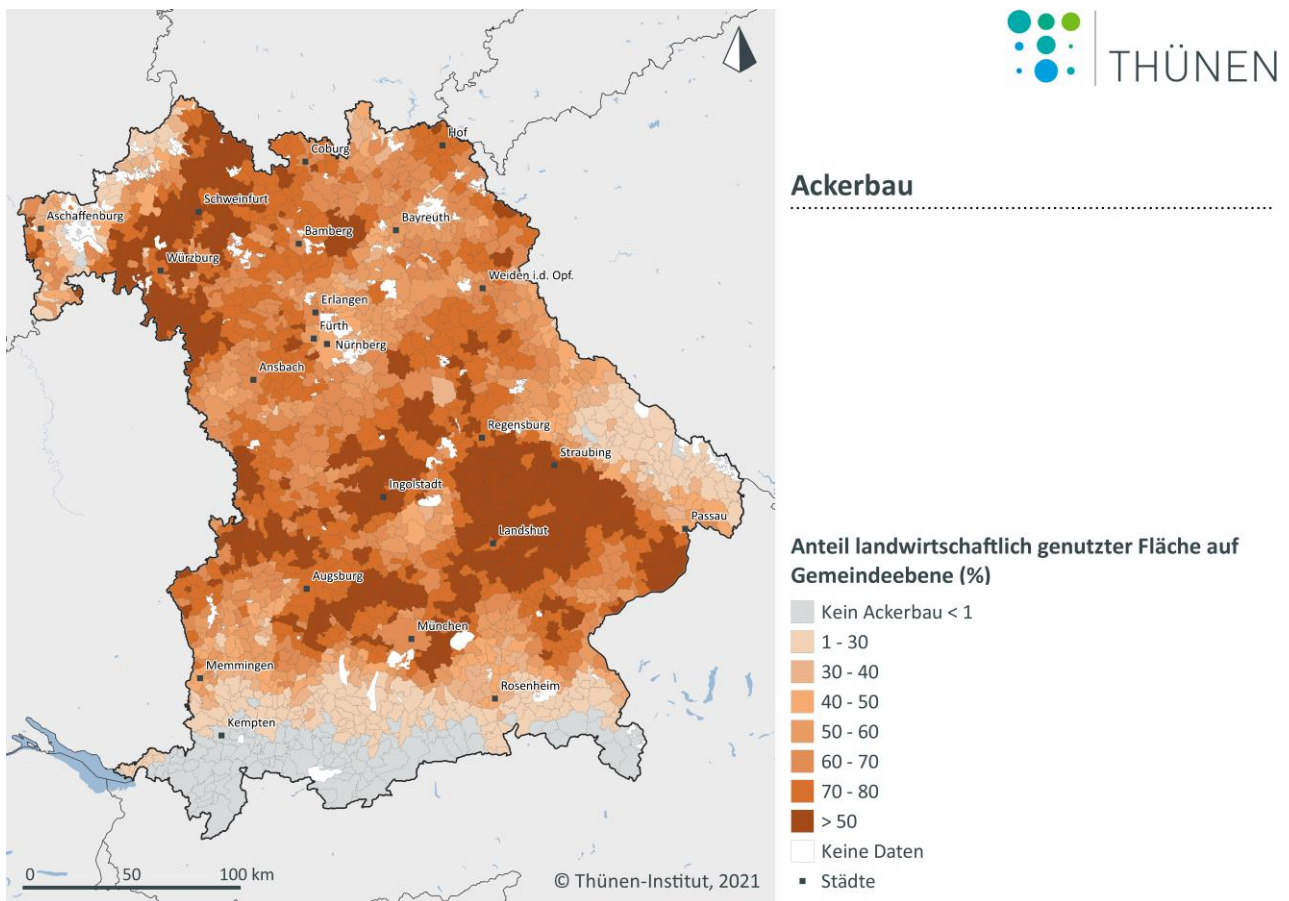 THÜNEN
Ackerbau
Hof
Coburg
Schweinfurt
Aschaffenburg
Bamberg
Bayreuth
Würzburg
Weiden i.d. Opf.
Erlangen
Fürth
Nürnberg
Ansbach
Regensburg
Straubing
Ingolstadt
Passau
Landshut
Augsburg
München
Memmingen
Rosenheim
Kempten
0 50 100 km
© Thünen-Institut, 2021
Anteil landwirtschaftlich genutzter Fläche auf
Gemeindeebene (%)
Kein Ackerbau < 1
1 - 30
30 - 40
40 - 50
50 - 60
60 - 70
70 - 80
> 50
Keine Daten
Städte